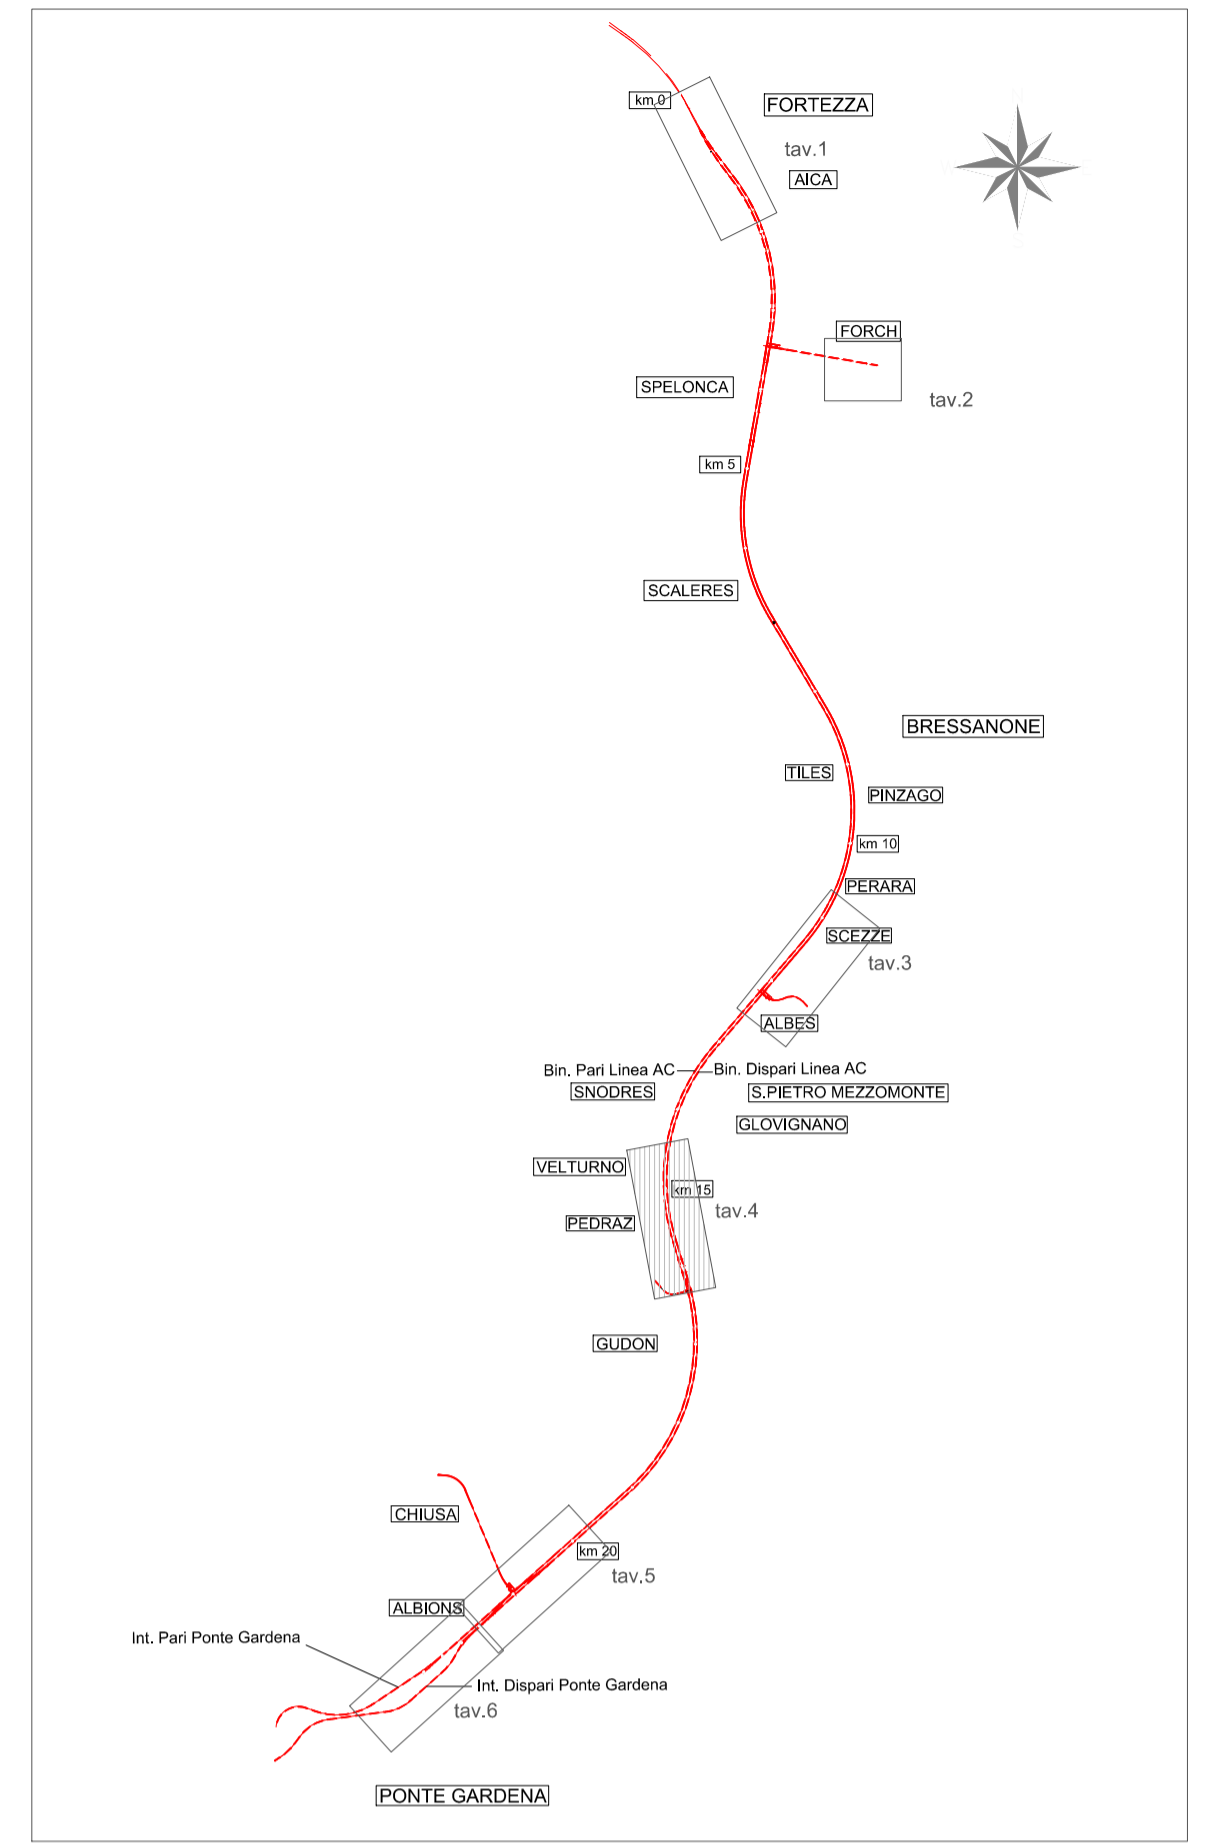 km 0
FORTEZZA
tav.1
AICA
FORCH
SPELONCA
tav.2
km 5
SCALERES
BRESSANONE
TILES
PINZAGO
km 10
PERARA
SCEZZE
tav.3
ALBES
Bin. Pari Linea AC
Bin. Dispari Linea AC
SNODRES
S.PIETRO MEZZOMONTE
GLOVIGNANO
VELTURNO
km 15
tav.4
PEDRAZ
GUDON
CHIUSA
km 20
tav.5
ALBIONS
Int. Pari Ponte Gardena
Int. Dispari Ponte Gardena
tav.6
PONTE GARDENA